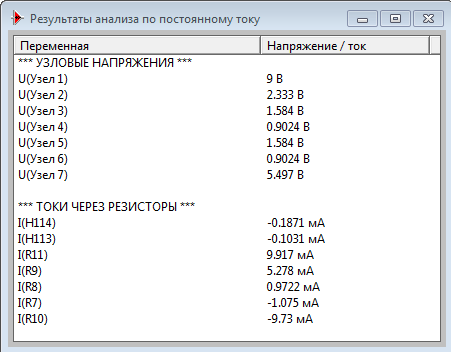 Результаты анализа по постоянному току
Переменная Напряжение / ток
*** УЗЛОВЫЕ НАПРЯЖЕНИЯ ***
U(Узел 1) 9 В
U(Узел 2) 2.333 В
U(Узел 3) 1.584 В
U(Узел 4) 0.9024 В
U(Узел 5) 1.584 В
U(Узел 6) 0.9024 В
U(Узел 7) 5.497 В
*** ТОКИ ЧЕРЕЗ РЕЗИСТОРЫ ***
I(H114) -0.1871 мА
I(H113) -0.1031 мА
I(R11) 9.917 мА
I(R9) 5.278 мА
I(R8) 0.9722 мА
I(R7) -1.075 мА
I(R10) -9.73 мА